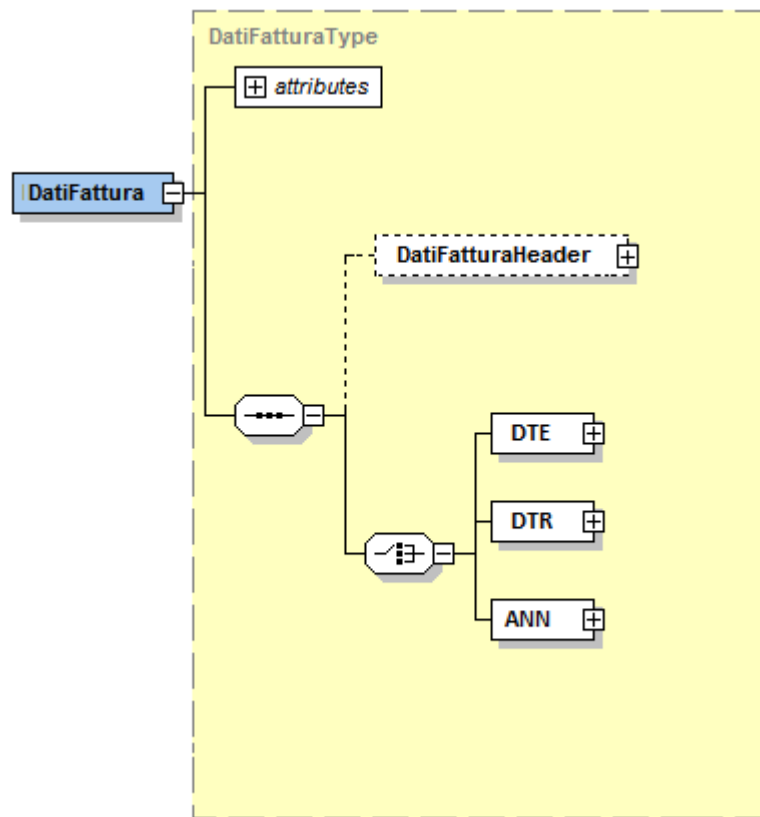 DatiFatturaType
attributes
DatiFattura
DatiFatturaHeader
DTE
DTR
ANN